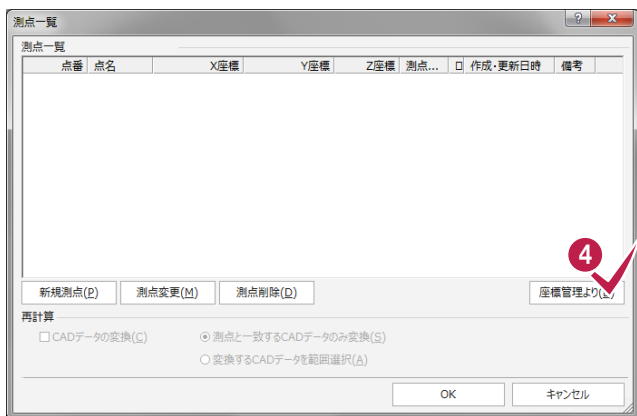 測点一覧
測点一覧
点番 点名 X座標 Y座標 Z座標 測点... ロ 作成・更新日時 備考
4
新規測点(P) 測点変更(M) 測点削除(D) 座標管理より(
再計算
CADデータの変換(C) 測点と一致するCADデータのみ変換(S)
変換するCADデータを範囲選択(A)
OK キャンセル